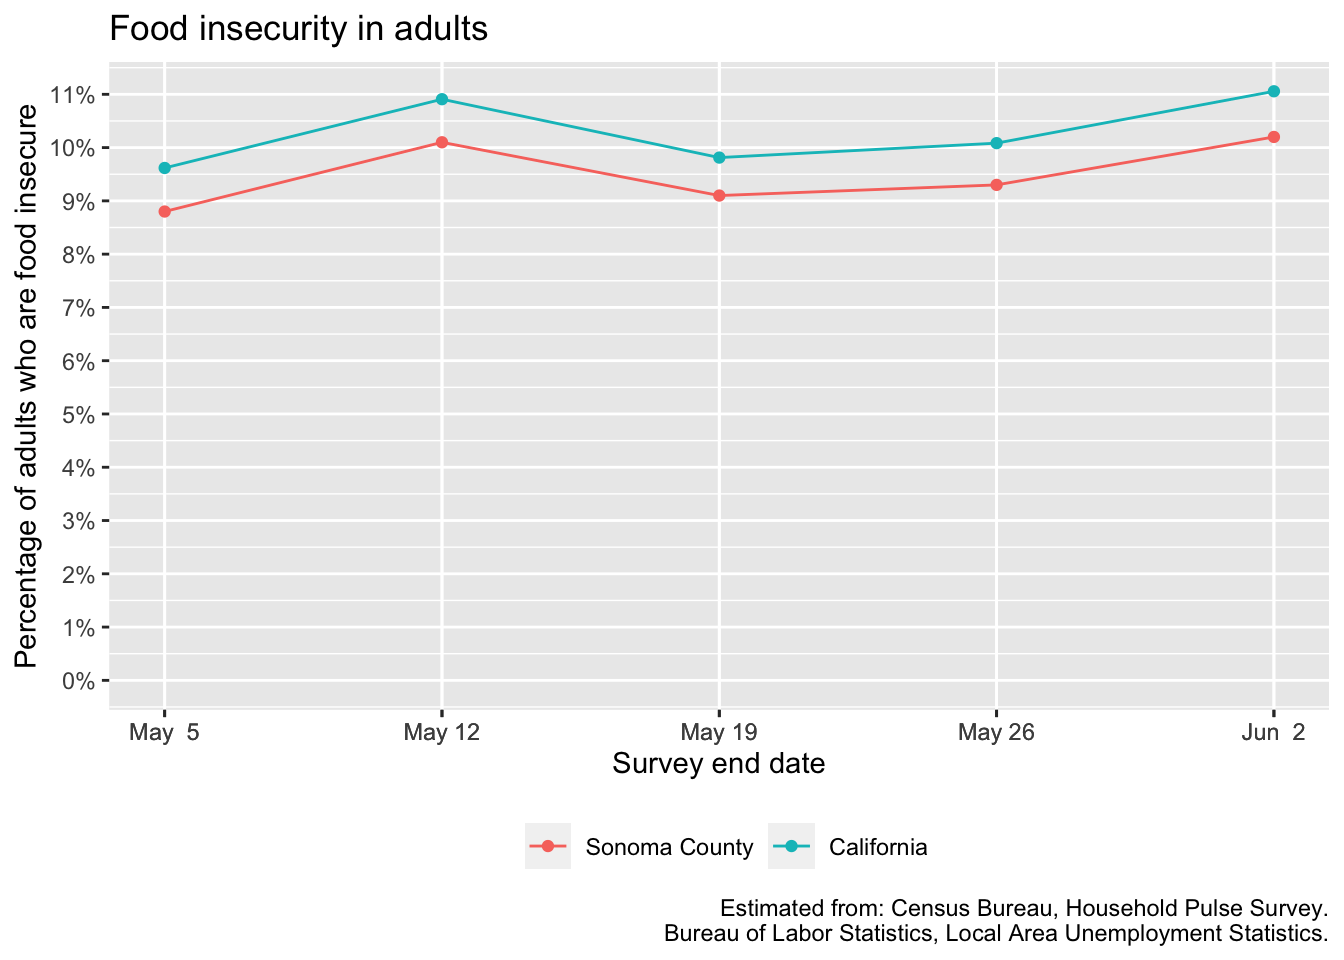 Food insecurity in adults
Percentage of adults who are food insecure
11%
10%
9%
8%
7%
6%
5%
4%
3%
2%
1%
0%
May  5
May 12
May 19
May 26
Jun  2
Survey end date
Sonoma County
California
Estimated from: Census Bureau, Household Pulse Survey.
Bureau of Labor Statistics, Local Area Unemployment Statistics.